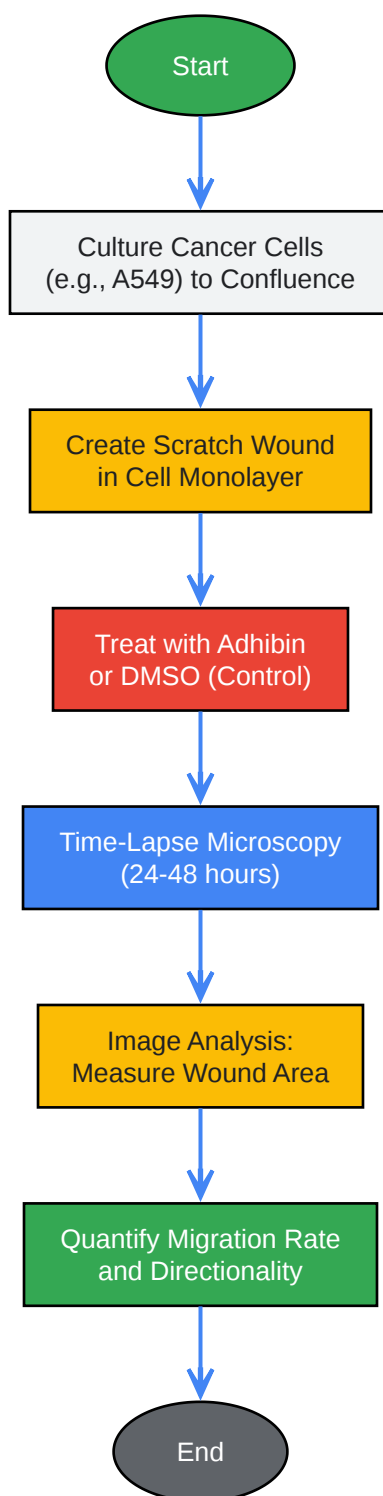 Start
Culture Cancer Cells
(e.g., A549) to Confluence
Create Scratch Wound
in Cell Monolayer
Treat with Adhibin
or DMSO (Control)
Time-Lapse Microscopy
(24-48 hours)
Image Analysis:
Measure Wound Area
Quantify Migration Rate
and Directionality
End